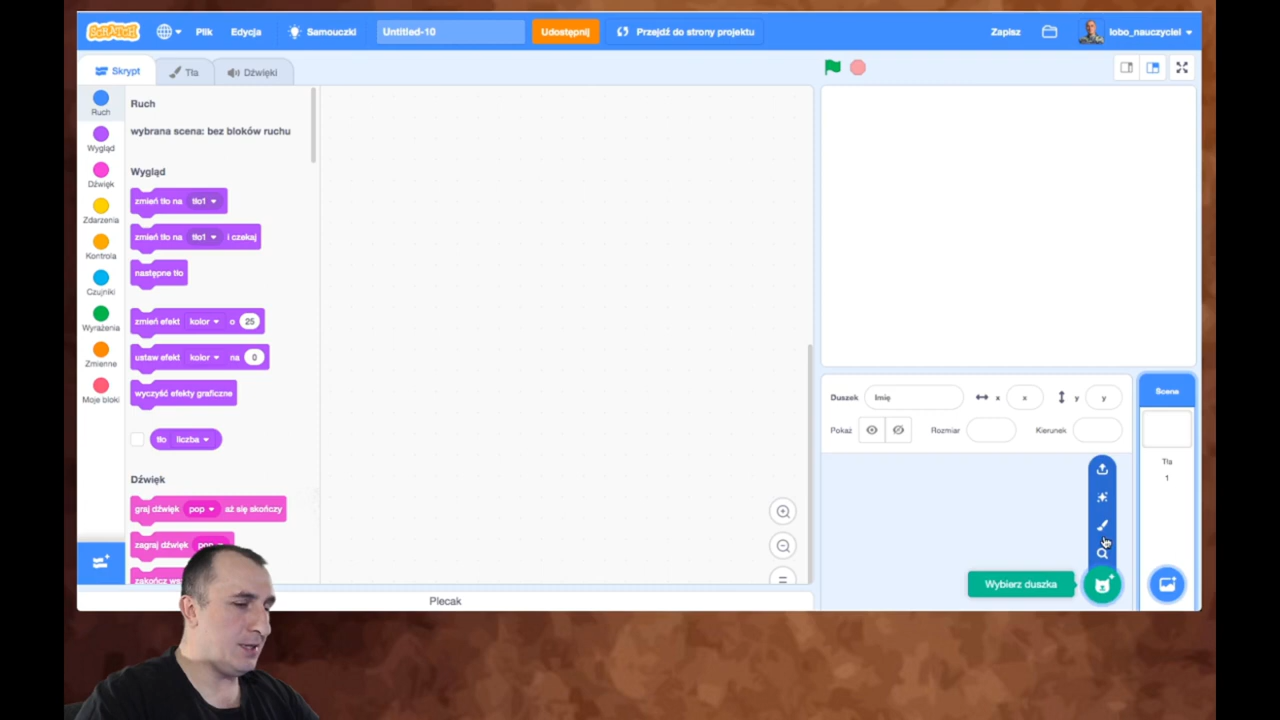 SCRATCH
Plik
Edycja
Samouczki
Untitled-10
Udostępnij
Przejdź do strony projektu
Zapisz
lobo_nauczyciel
Skrypt
Tła
Dźwięki
Ruch
Wygląd
Dźwięk
Zdarzenia
Kontrola
Czujniki
Wyrażenia
Zmienne
Moje bloki
Ruch
wybrana scena: bez bloków ruchu
Wygląd
zmień tło na tło1
zmień tło na tło1 i czekaj
następne tło
zmień efekt kolor o 25
ustaw efekt kolor na 0
wyczyść efekty graficzne
tło liczba
Dźwięk
graj dźwięk pop aż się skończy
zagraj dźwięk pop
Plecak
Duszek Imię x x y y
Pokaż Rozmiar Kierunek
Scena
Tła
1
Wybierz duszka